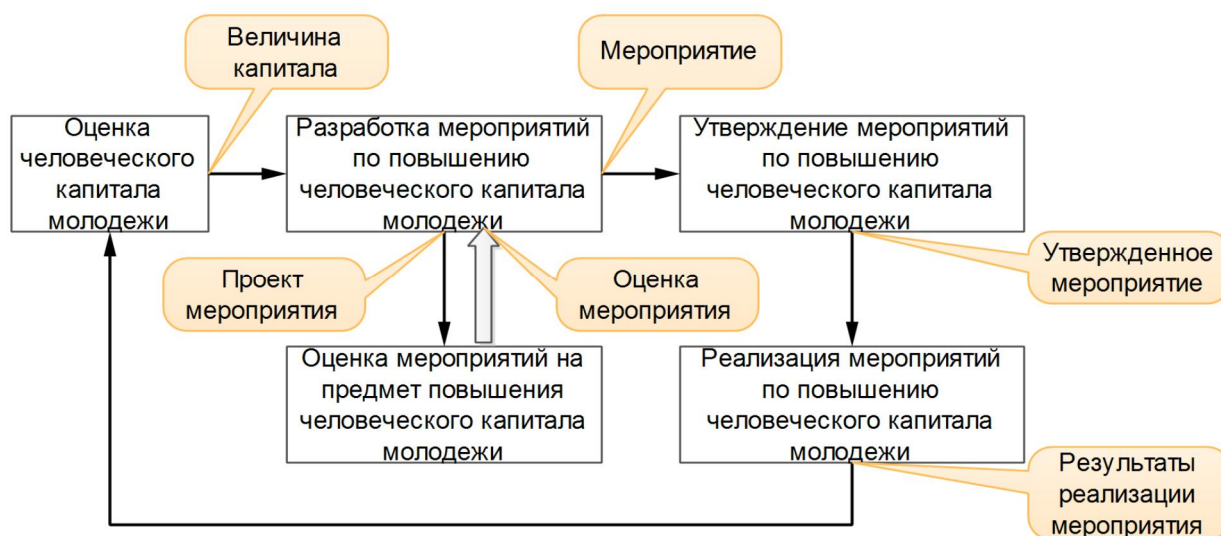 Величина
капитала
Мероприятие
Оценка
человеческого
капитала
молодежи
Разработка мероприятий
по повышению
человеческого капитала
молодежи
Утверждение мероприятий
по повышению
человеческого капитала
молодежи
Проект
мероприятия
Оценка
мероприятия
Утвержденное
мероприятие
Оценка мероприятий на
предмет повышения
человеческого капитала
молодежи
Реализация мероприятий
по повышению
человеческого капитала
молодежи
Результаты
реализации
мероприятия